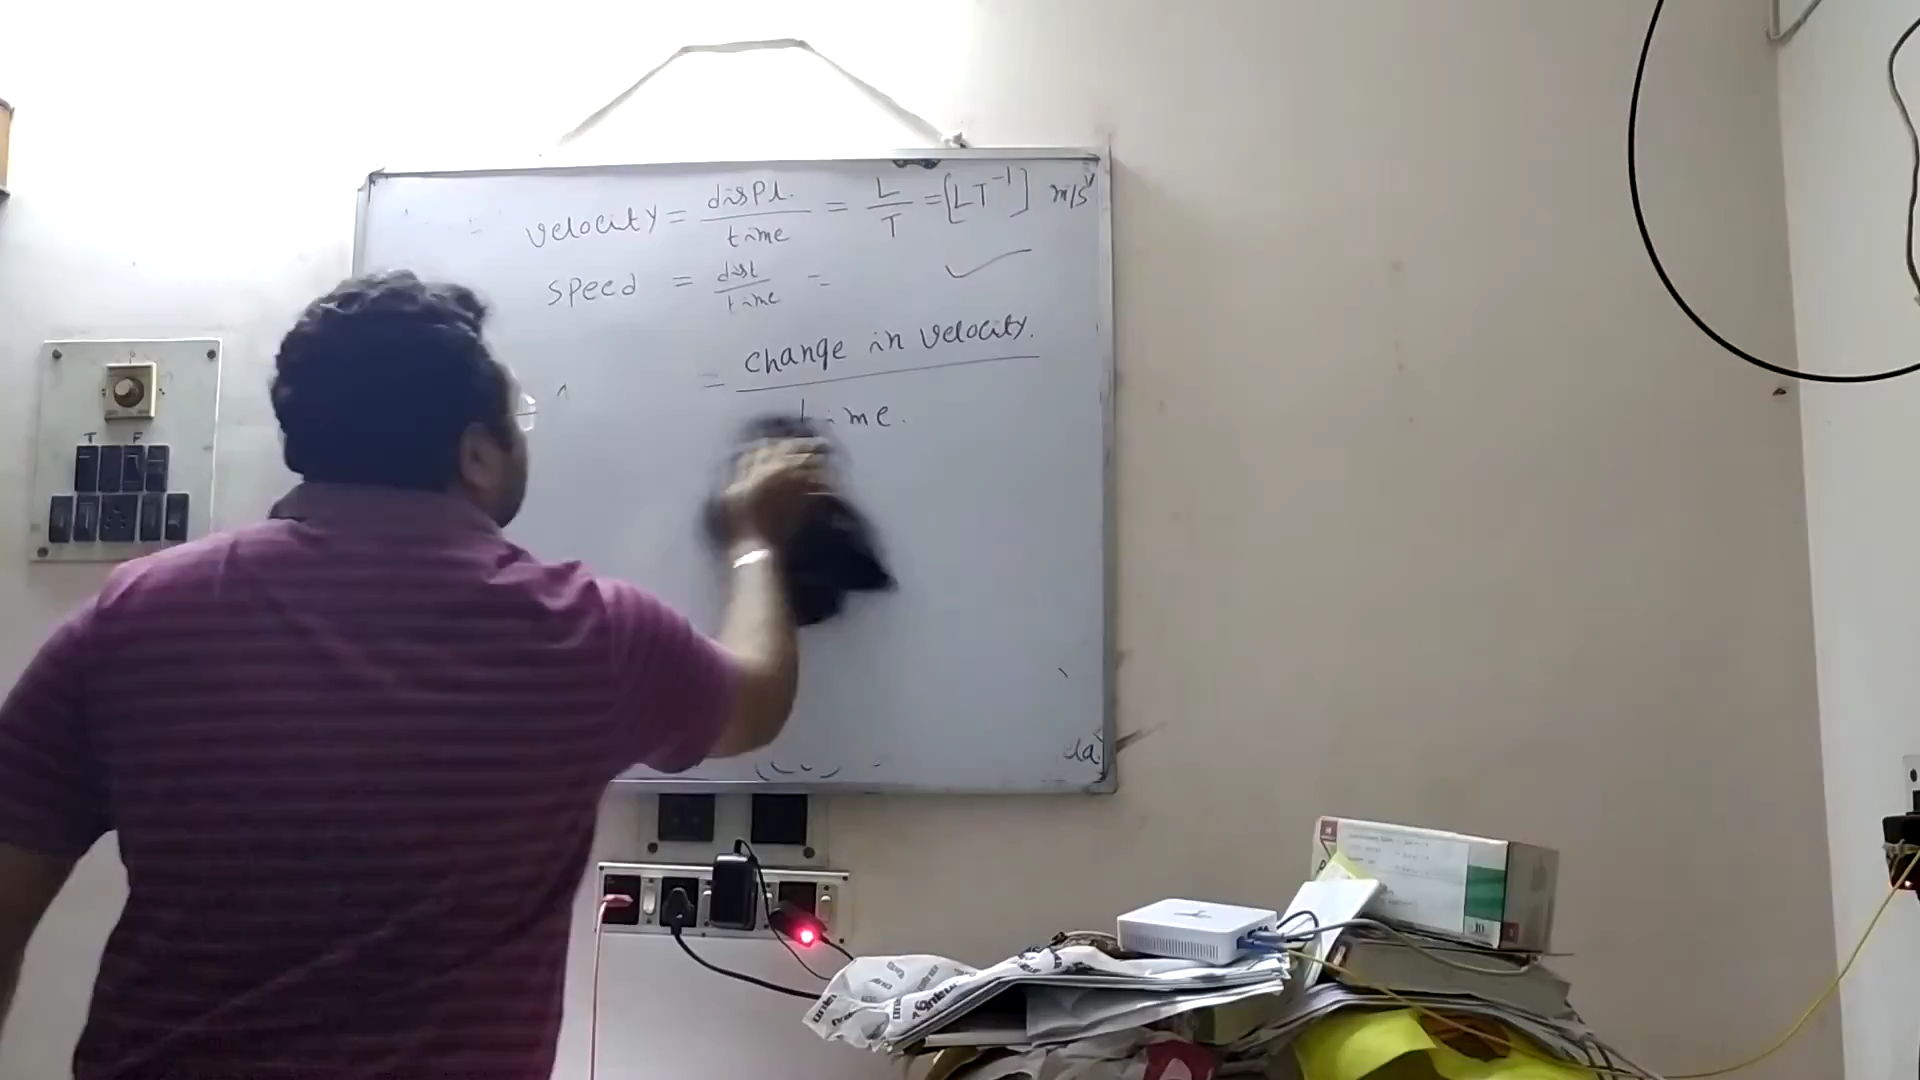 velocity = displ. / time = L / T = [LT⁻¹] m/s
speed = dist / time =
= change in velocity. / time.
T F